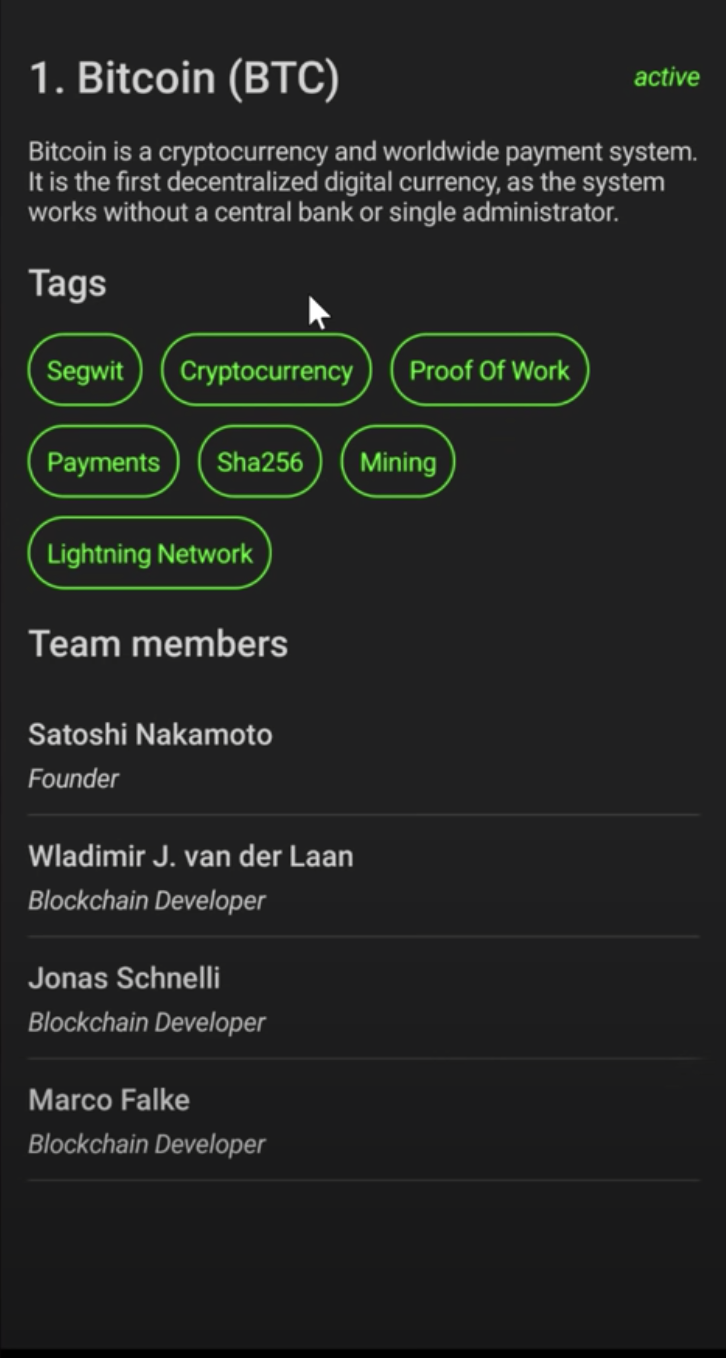 1. Bitcoin (BTC)
active
Bitcoin is a cryptocurrency and worldwide payment system.
It is the first decentralized digital currency, as the system
works without a central bank or single administrator.
Tags
Segwit Cryptocurrency Proof Of Work
Payments Sha256 Mining
Lightning Network
Team members
Satoshi Nakamoto
Founder
Wladimir J. van der Laan
Blockchain Developer
Jonas Schnelli
Blockchain Developer
Marco Falke
Blockchain Developer